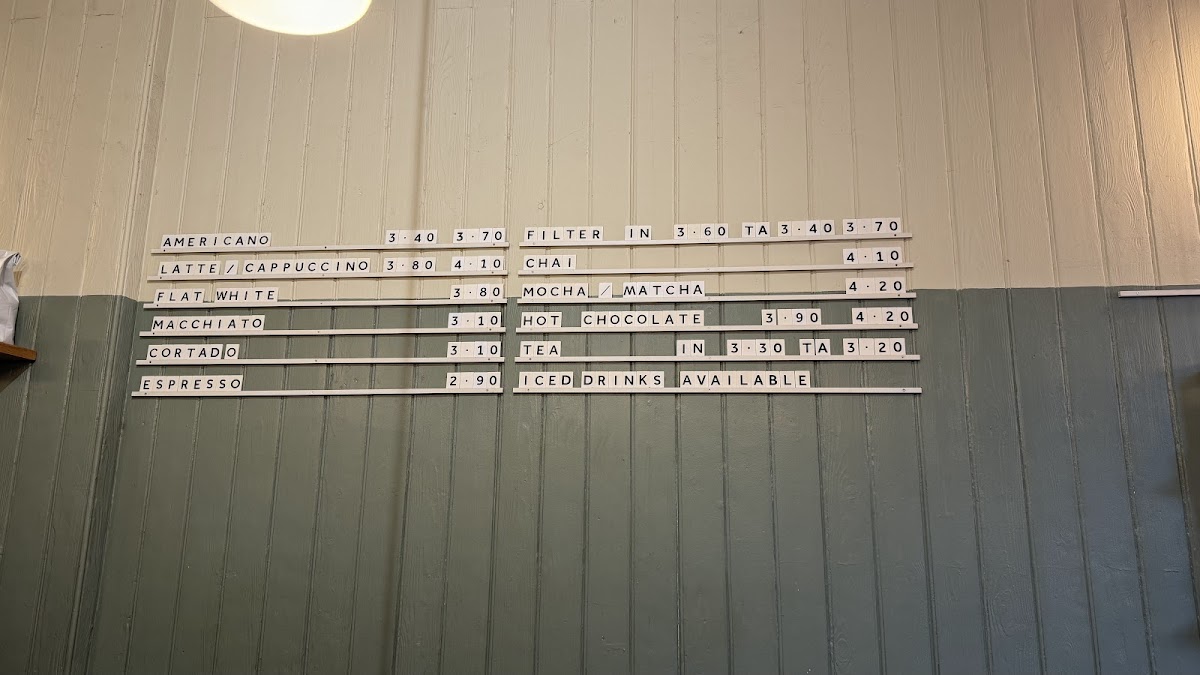 AMERICANO 3·40 3·70
LATTE/CAPPUCCINO 3·80 4·10
FLAT WHITE 3·80
MACCHIATO 3·10
CORTADO 3·10
ESPRESSO 2·90
FILTER IN 3·60 TA 3·40 3·70
CHAI 4·10
MOCHA / MATCHA 4·20
HOT CHOCOLATE 3·90 4·20
TEA IN 3·30 TA 3·20
ICED DRINKS AVAILABLE